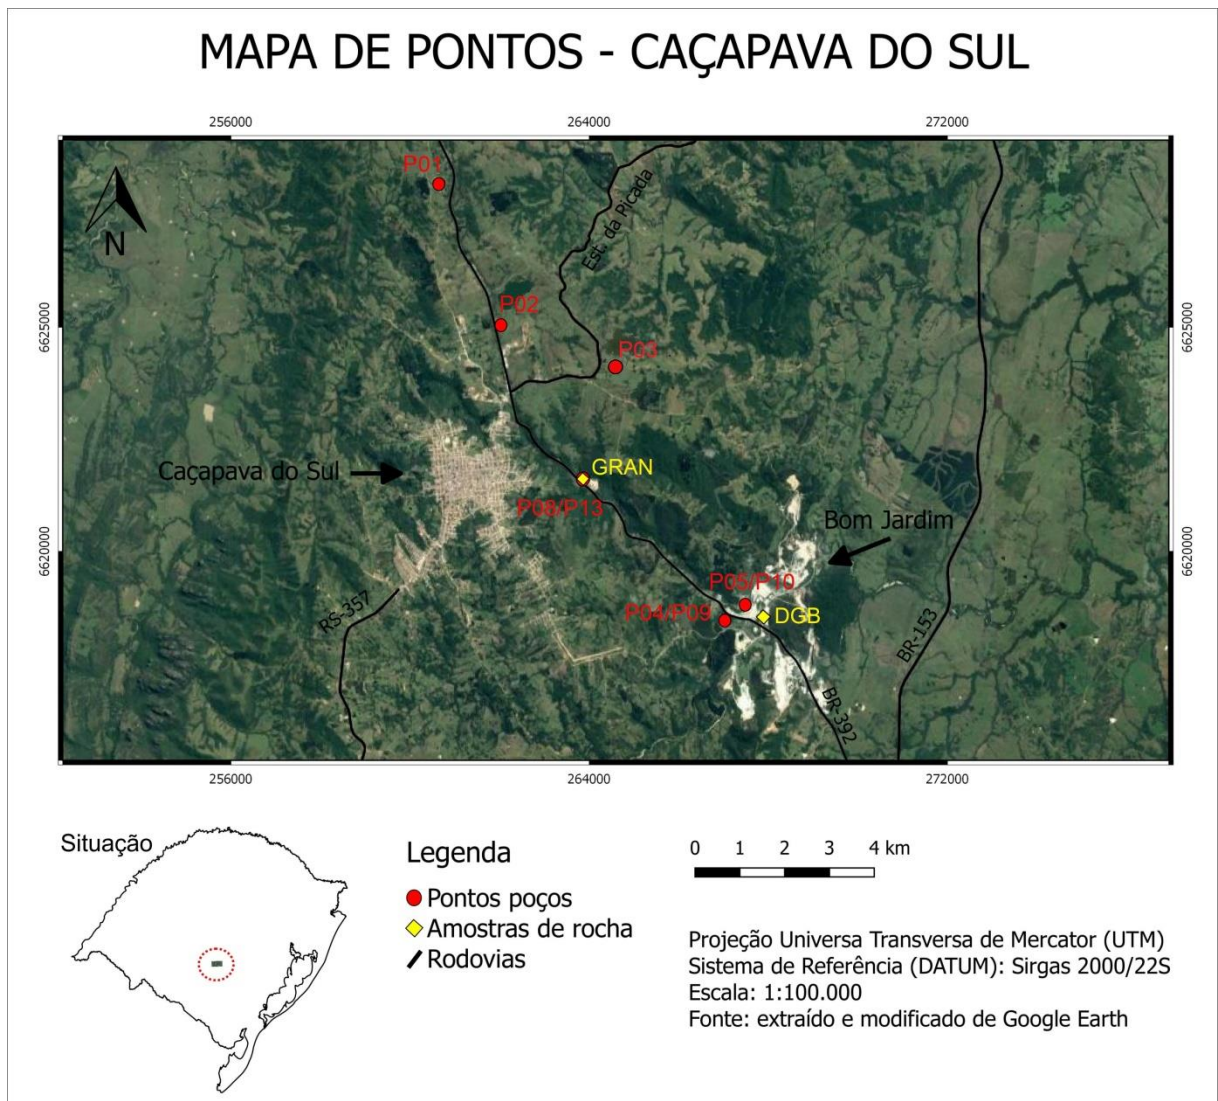 MAPA DE PONTOS - CAÇAPAVA DO SUL
256000
264000
272000
P01
Est. da Picada
N
P02
6625000
6625000
P03
Caçapava do Sul
GRAN
P08/P13
Bom Jardim
6620000
6620000
P05/P10
RS-357
P04/P09
DGB
BR-153
BR-392
256000
264000
272000
Situação
Legenda
Pontos poços
Amostras de rocha
Rodovias
0 1 2 3 4 km
Projeção Universa Transversa de Mercator (UTM)
Sistema de Referência (DATUM): Sirgas 2000/22S
Escala: 1:100.000
Fonte: extraído e modificado de Google Earth